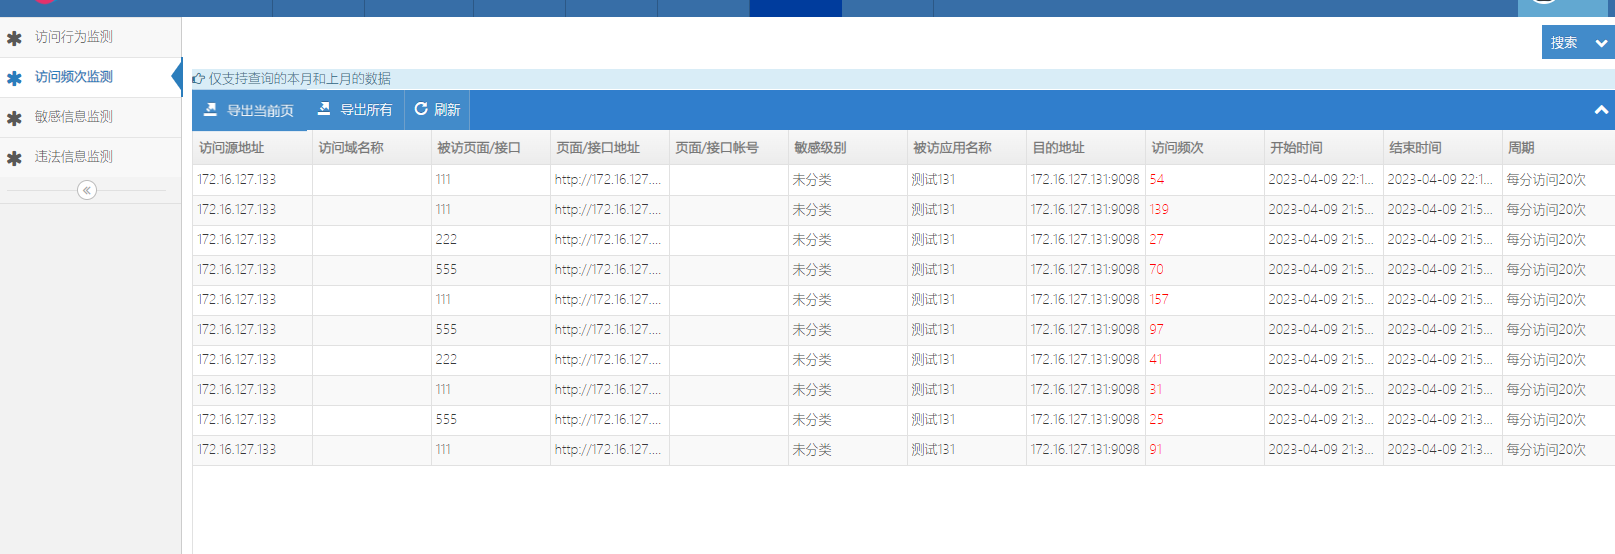 访问行为监测
访问频次监测
敏感信息监测
违法信息监测
搜索
仅支持查询的本月和上月的数据
导出当前页 导出所有 刷新
访问源地址 访问域名称 被访页面/接口 页面/接口地址 页面/接口帐号 敏感级别 被访应用名称 目的地址 访问频次 开始时间 结束时间 周期
172.16.127.133 111 http://172.16.127.... 未分类 测试131 172.16.127.131:9098 54 2023-04-09 22:1... 2023-04-09 22:1... 每分访问20次
172.16.127.133 111 http://172.16.127.... 未分类 测试131 172.16.127.131:9098 139 2023-04-09 21:5... 2023-04-09 21:5... 每分访问20次
172.16.127.133 222 http://172.16.127.... 未分类 测试131 172.16.127.131:9098 27 2023-04-09 21:5... 2023-04-09 21:5... 每分访问20次
172.16.127.133 555 http://172.16.127.... 未分类 测试131 172.16.127.131:9098 70 2023-04-09 21:5... 2023-04-09 21:5... 每分访问20次
172.16.127.133 111 http://172.16.127.... 未分类 测试131 172.16.127.131:9098 157 2023-04-09 21:5... 2023-04-09 21:5... 每分访问20次
172.16.127.133 555 http://172.16.127.... 未分类 测试131 172.16.127.131:9098 97 2023-04-09 21:5... 2023-04-09 21:5... 每分访问20次
172.16.127.133 222 http://172.16.127.... 未分类 测试131 172.16.127.131:9098 41 2023-04-09 21:5... 2023-04-09 21:5... 每分访问20次
172.16.127.133 111 http://172.16.127.... 未分类 测试131 172.16.127.131:9098 31 2023-04-09 21:5... 2023-04-09 21:5... 每分访问20次
172.16.127.133 555 http://172.16.127.... 未分类 测试131 172.16.127.131:9098 25 2023-04-09 21:3... 2023-04-09 21:3... 每分访问20次
172.16.127.133 111 http://172.16.127.... 未分类 测试131 172.16.127.131:9098 91 2023-04-09 21:3... 2023-04-09 21:3... 每分访问20次